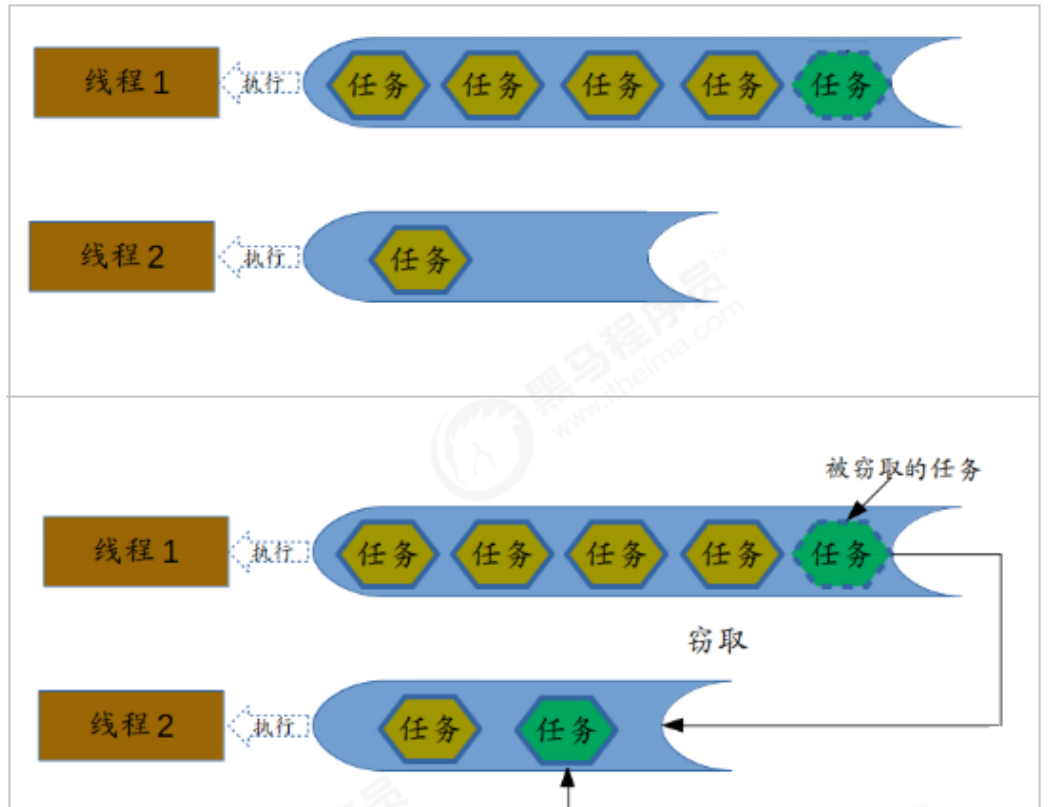 线程1 执行 任务 任务 任务 任务 任务
线程2 执行 任务
黑马程序员™
www.itheima.com
被窃取的任务
线程1 执行 任务 任务 任务 任务 任务
窃取
线程2 执行 任务 任务